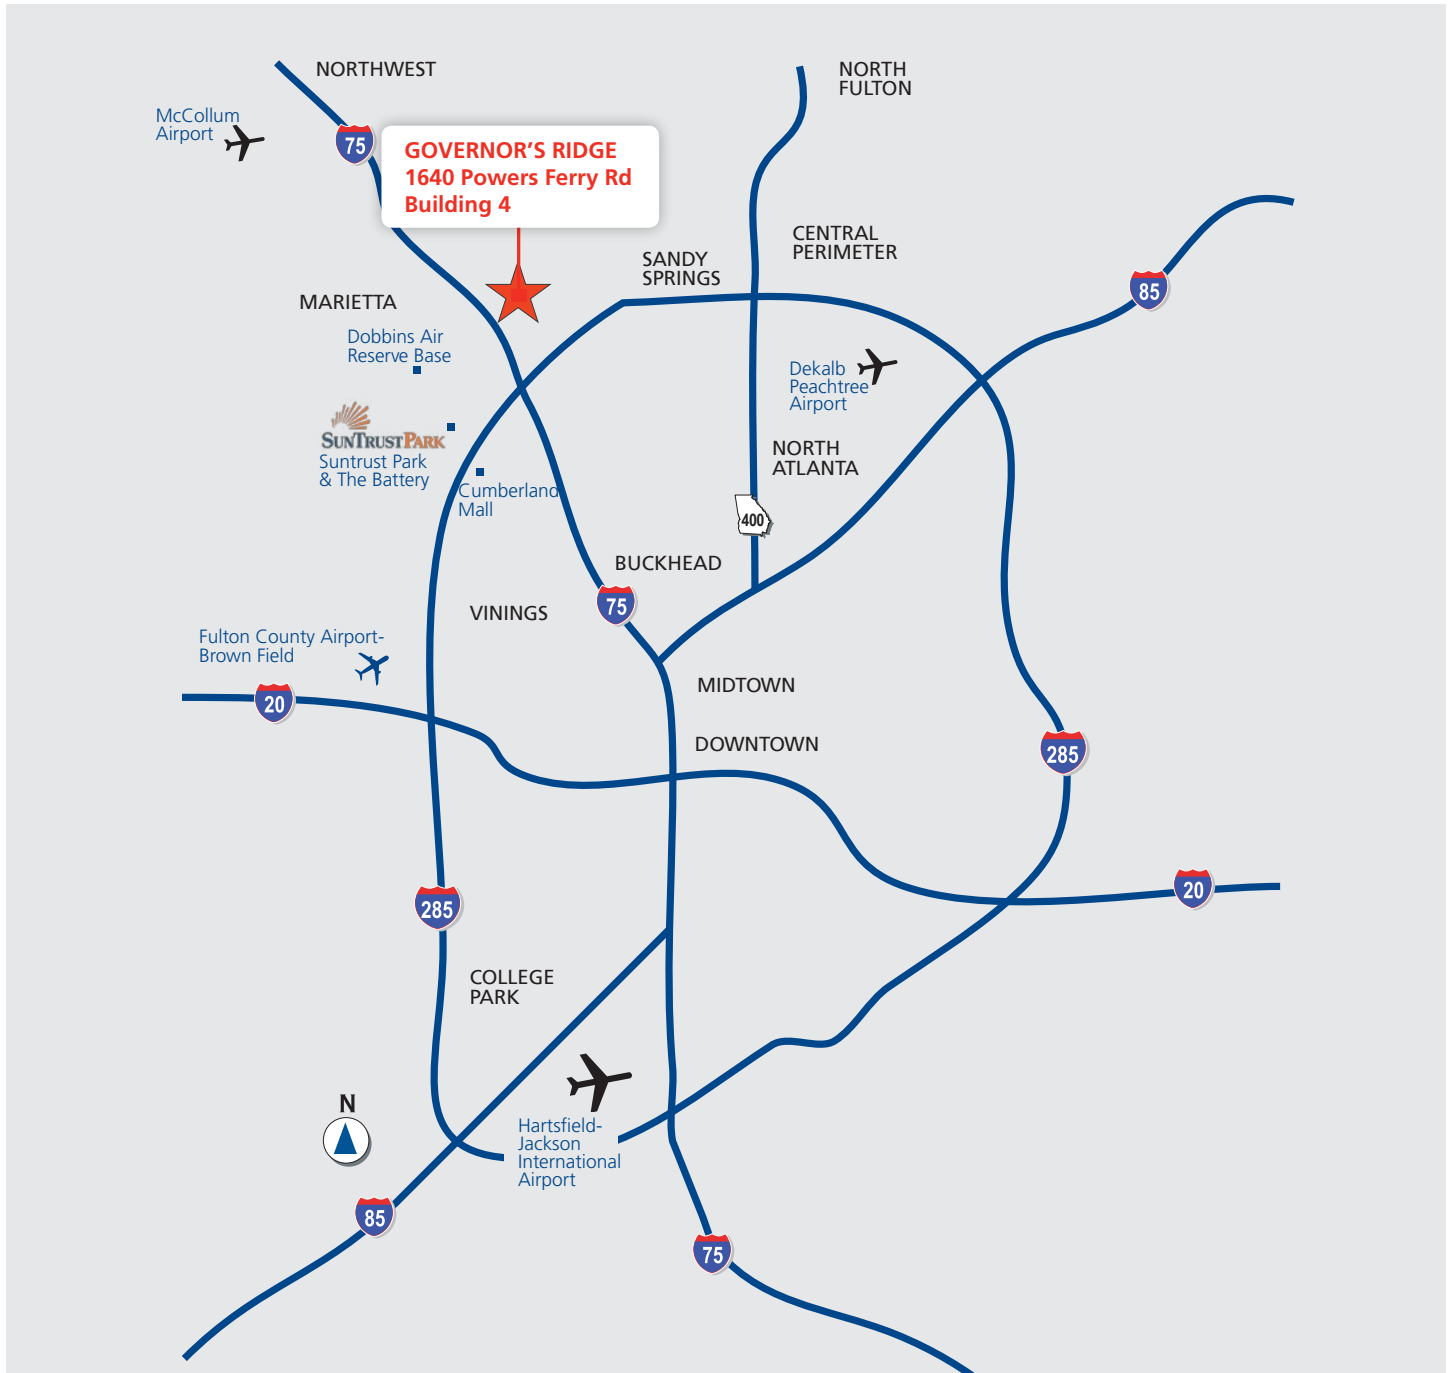 NORTHWEST
NORTH
FULTON
McCollum
Airport
75
GOVERNOR’S RIDGE
1640 Powers Ferry Rd
Building 4
CENTRAL
PERIMETER
SANDY
SPRINGS
85
MARIETTA
Dobbins Air
Reserve Base
Dekalb
Peachtree
Airport
SUNTRUST PARK
Suntrust Park
& The Battery
NORTH
ATLANTA
Cumberland
Mall
400
BUCKHEAD
75
VININGS
Fulton County Airport-
Brown Field
20
MIDTOWN
DOWNTOWN
285
20
285
COLLEGE
PARK
N
Hartsfield-
Jackson
International
Airport
85
75